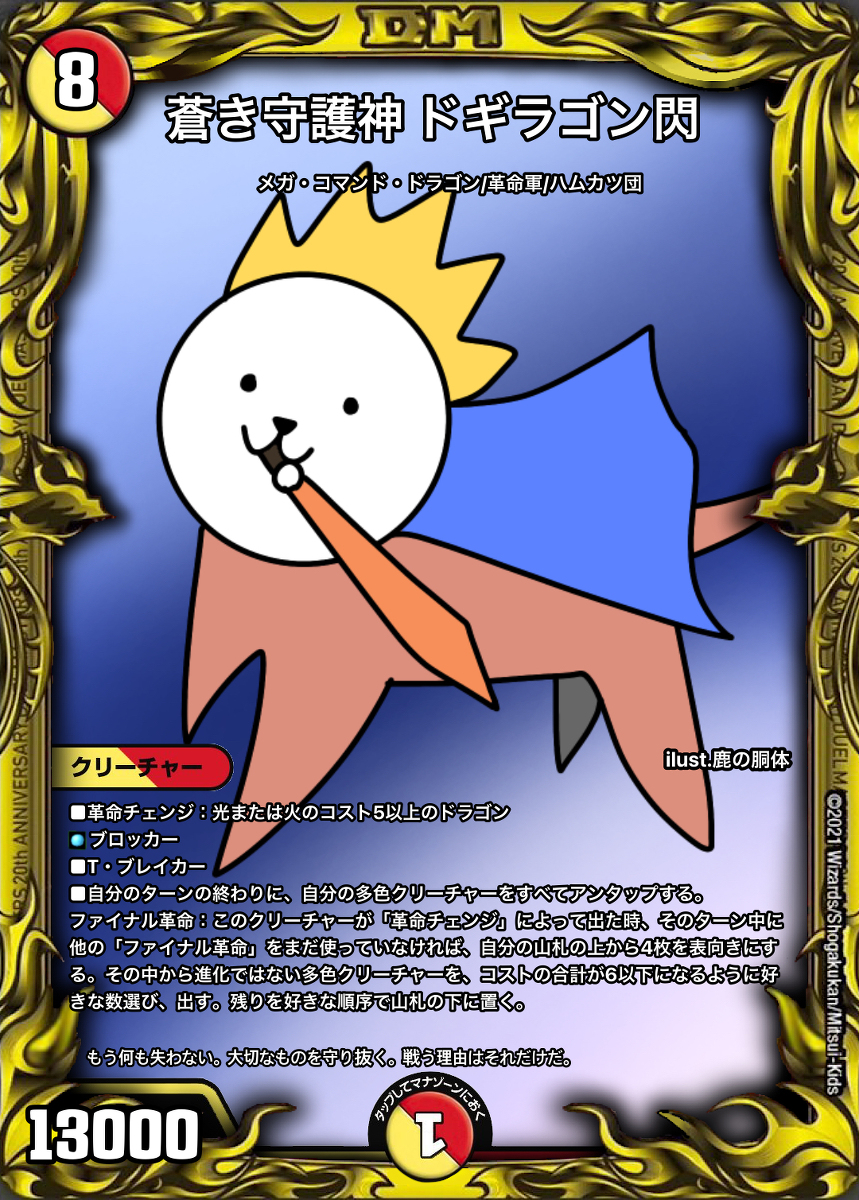 DM
8
蒼き守護神 ドギラゴン閃
メガ・コマンド・ドラゴン/革命軍/ハムカツ団
クリーチャー
ilust.鹿の胴体
■革命チェンジ：光または火のコスト5以上のドラゴン
ブロッカー
■T・ブレイカー
■自分のターンの終わりに、自分の多色クリーチャーをすべてアンタップする。
ファイナル革命：このクリーチャーが「革命チェンジ」によって出た時、そのターン中に
他の「ファイナル革命」をまだ使っていなければ、自分の山札の上から4枚を表向きにす
る。その中から進化ではない多色クリーチャーを、コストの合計が6以下になるように好
きな数選び、出す。残りを好きな順序で山札の下に置く。
もう何も失わない。大切なものを守り抜く。戦う理由はそれだけだ。
13000
タップしてマナゾーンにおく
1
©2021 Wizards/Shogakukan/Mitsui-Kids